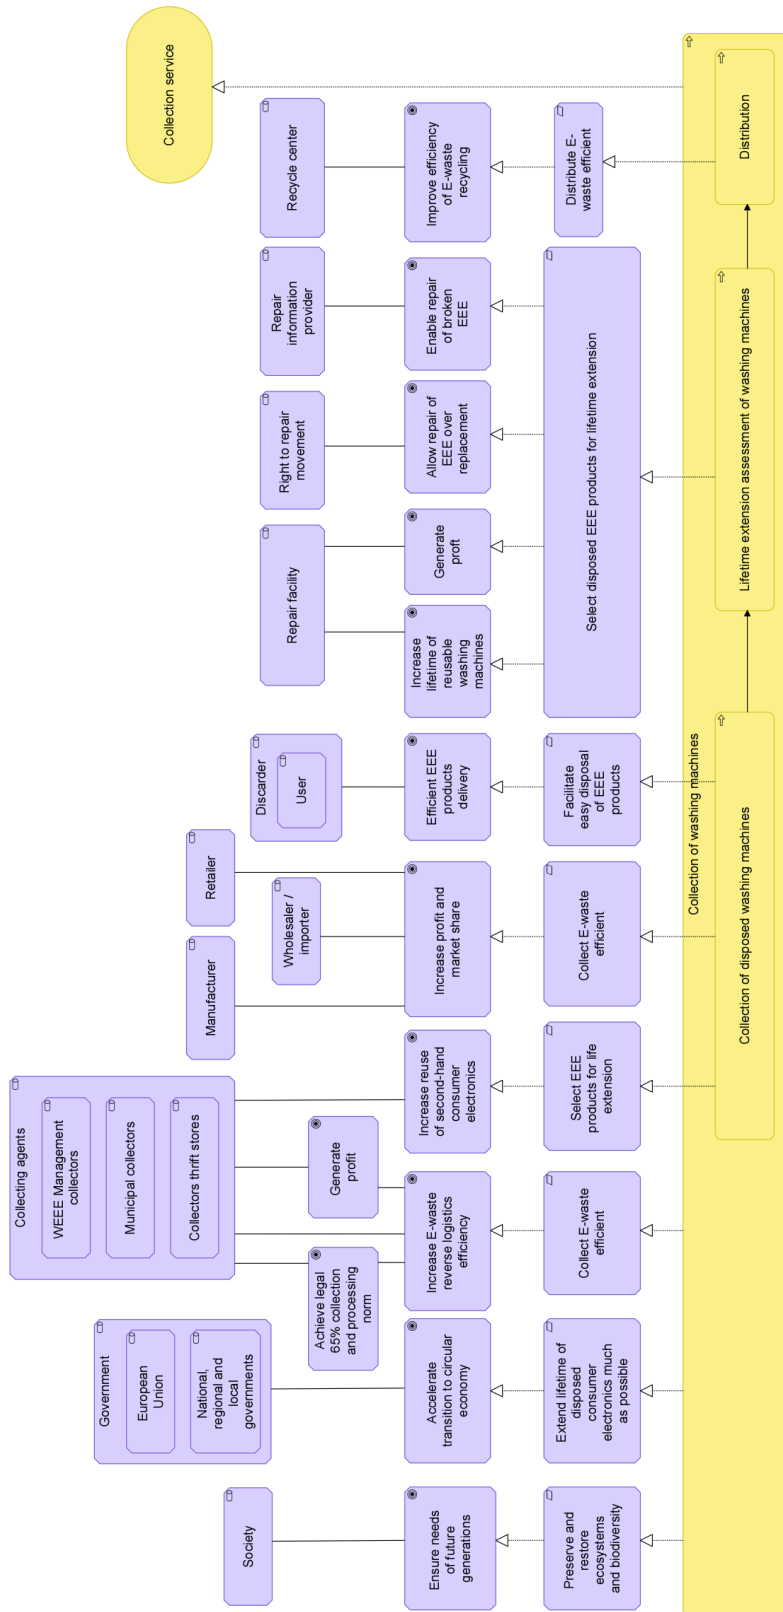 Society
Ensure needs
of future
generations
Preserve and
restore
ecosystems
and biodiversity
Government
European
Union
National,
regional and
local
governments
Accelerate
transition to circular
economy
Extend lifetime of
disposed
consumer
electronics much
as possible
Collecting agents
WEEE Management
collectors
Municipal collectors
Collectors thrift stores
Achieve legal
65% collection
and processing
norm
Generate
profit
Increase E-waste
reverse logistics
efficiency
Collect E-waste
efficient
Increase reuse
of second-hand
consumer
electronics
Select EEE
products for life
extension
Manufacturer
Wholesaler /
importer
Retailer
Increase profit and
market share
Collect E-waste
efficient
Discarder
User
Efficient EEE
products
delivery
Facilitate
easy disposal
of EEE
products
Repair facility
Increase
lifetime of
reusable
washing
machines
Generate
proft
Right to repair
movement
Allow repair of
EEE over
replacement
Repair
information
provider
Enable repair
of broken
EEE
Select disposed EEE products for lifetime extension
Recycle center
Improve efficiency
of E-waste
recycling
Distribute E-
waste efficient
Collection service
Collection of washing machines
Collection of disposed washing machines
Lifetime extension assessment of washing machines
Distribution